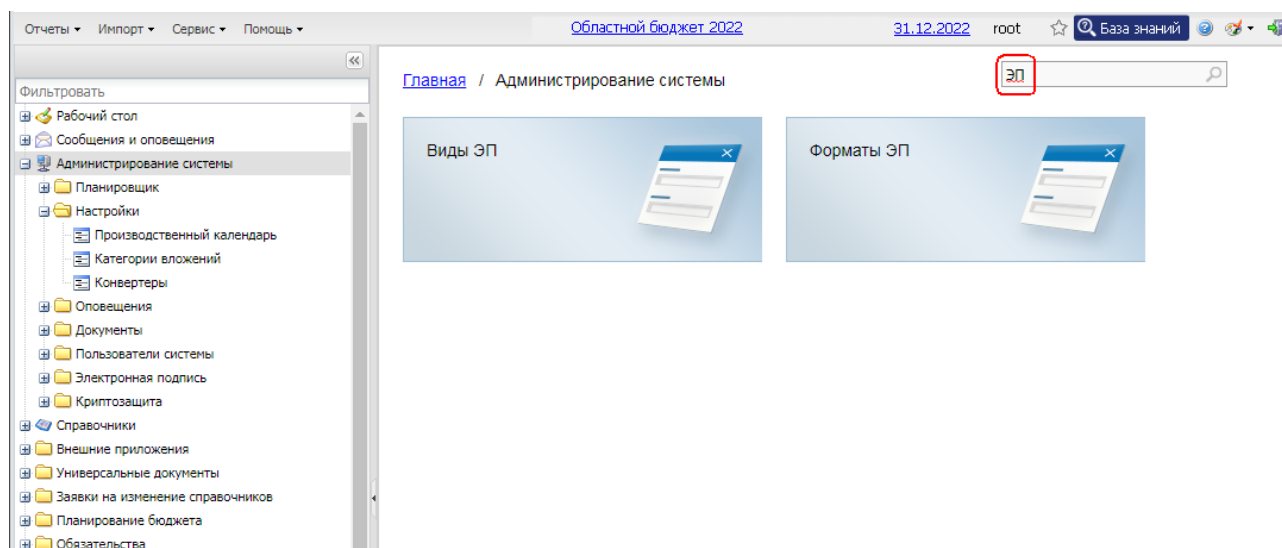 Отчеты Импорт Сервис Помощь Областной бюджет 2022 31.12.2022 root База знаний
Фильтровать
Рабочий стол
Сообщения и оповещения
Администрирование системы
Планировщик
Настройки
Производственный календарь
Категории вложений
Конвертеры
Оповещения
Документы
Пользователи системы
Электронная подпись
Криптозащита
Справочники
Внешние приложения
Универсальные документы
Заявки на изменение справочников
Планирование бюджета
Обязательства
Главная / Администрирование системы
ЭП
Виды ЭП
Форматы ЭП